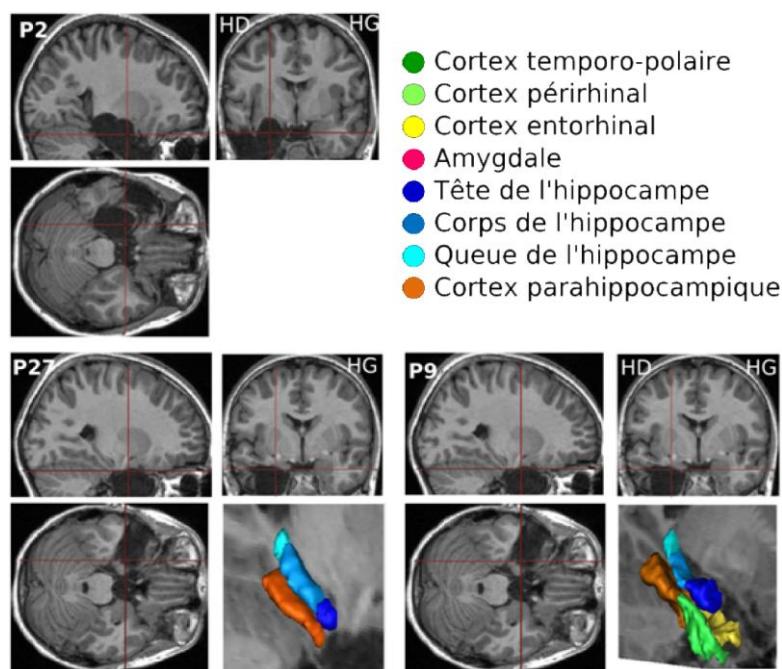 P2
HD HG
Cortex temporo-polaire
Cortex périrhinal
Cortex entorhinal
Amygdale
Tête de l'hippocampe
Corps de l'hippocampe
Queue de l'hippocampe
Cortex parahippocampique
P27
HG
P9
HD HG